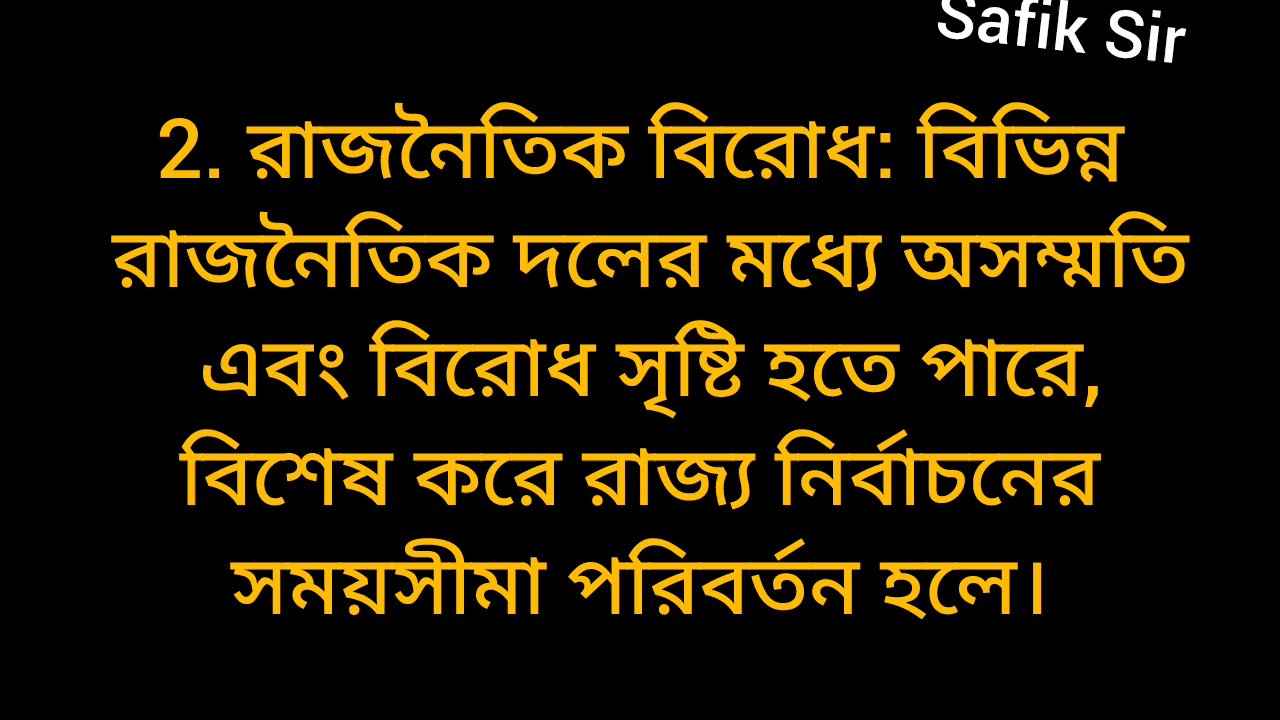 Safik Sir
2. রাজনৈতিক বিরোধ: বিভিন্ন
রাজনৈতিক দলের মধ্যে অসম্মতি
এবং বিরোধ সৃষ্টি হতে পারে,
বিশেষ করে রাজ্য নির্বাচনের
সময়সীমা পরিবর্তন হলে।